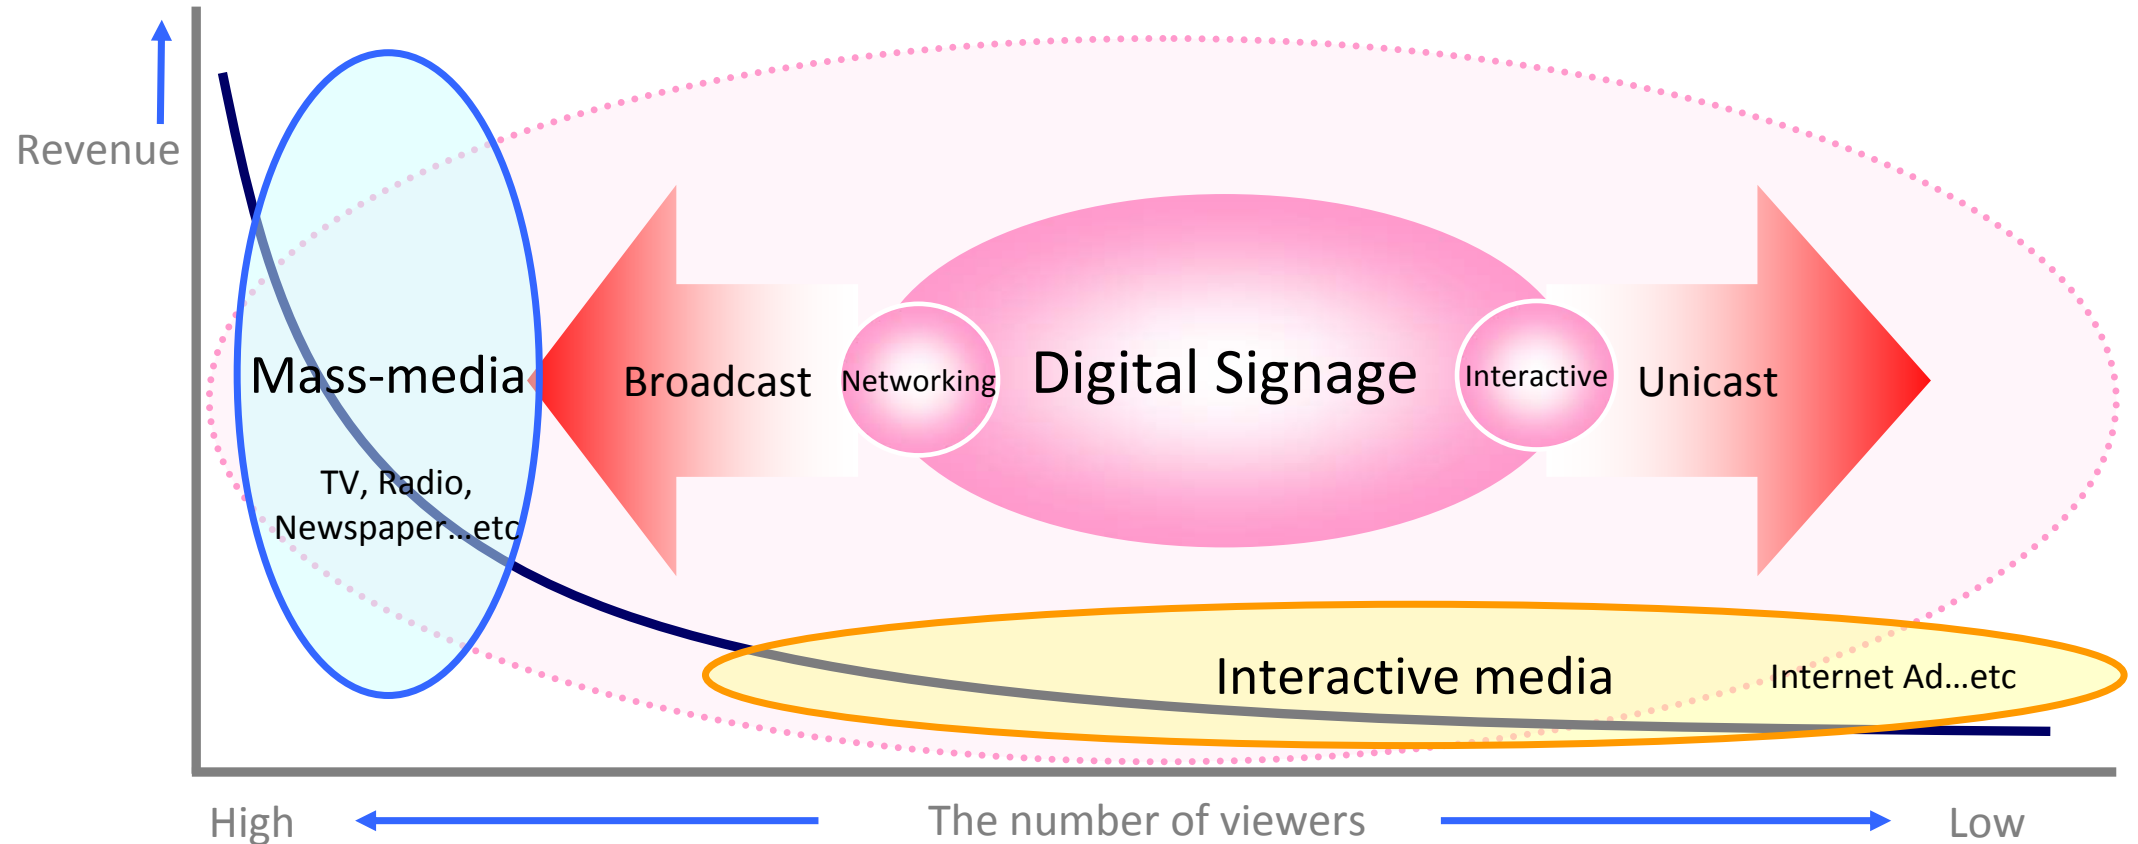 Revenue
Mass-media
TV, Radio,
Newspaper...etc
Broadcast
Networking
Digital Signage
Interactive
Unicast
Interactive media
Internet Ad...etc
High
The number of viewers
Low